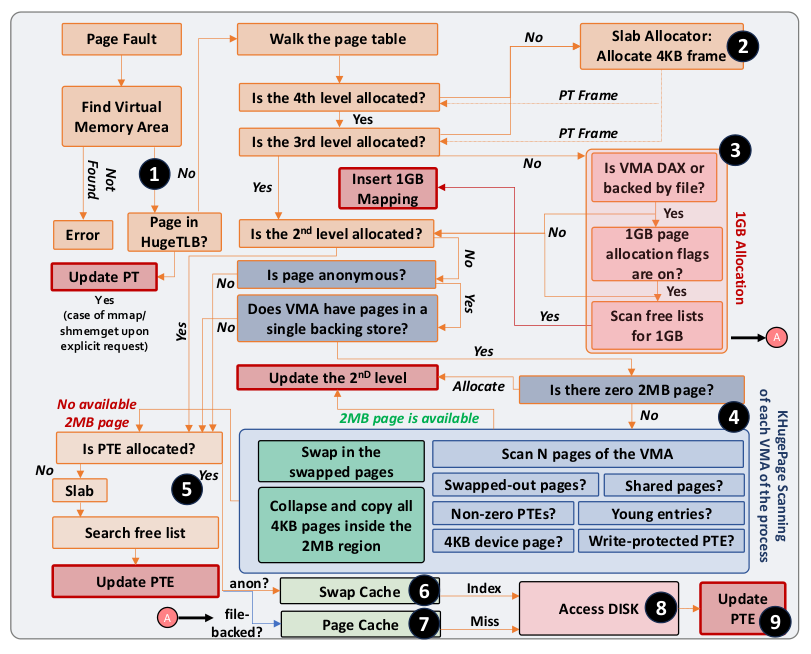 Page Fault
Find Virtual
Memory Area
Not
Found
1
No
Error
Page in
HugeTLB?
Update PT
Yes
(case of mmap/
shmemget upon
explicit request)
Walk the page table
Is the 4th level allocated?
Yes
Is the 3rd level allocated?
No
Slab Allocator:
Allocate 4KB frame
2
PT Frame
PT Frame
No
Yes
Insert 1GB
Mapping
Is the 2nd level allocated?
No
3
Is VMA DAX or
backed by file?
Yes
1GB page
allocation flags
are on?
Yes
Scan free lists
for 1GB
1GB Allocation
Yes
A
No
Is page anonymous?
No
Yes
Does VMA have pages in a
single backing store?
No
Yes
Yes
Update the 2nD level
Allocate
Is there zero 2MB page?
No
4
2MB page is available
No available
2MB page
KHugePage Scanning
of each VMA of the process
Swap in the
swapped pages
Collapse and copy all
4KB pages inside the
2MB region
Scan N pages of the VMA
Swapped-out pages?
Shared pages?
Non-zero PTEs?
Young entries?
4KB device page?
Write-protected PTE?
Is PTE allocated?
No
Yes
5
Slab
Search free list
Update PTE
anon?
A
file-
backed?
Swap Cache
6
Index
Page Cache
7
Miss
Access DISK
8
Update
PTE
9